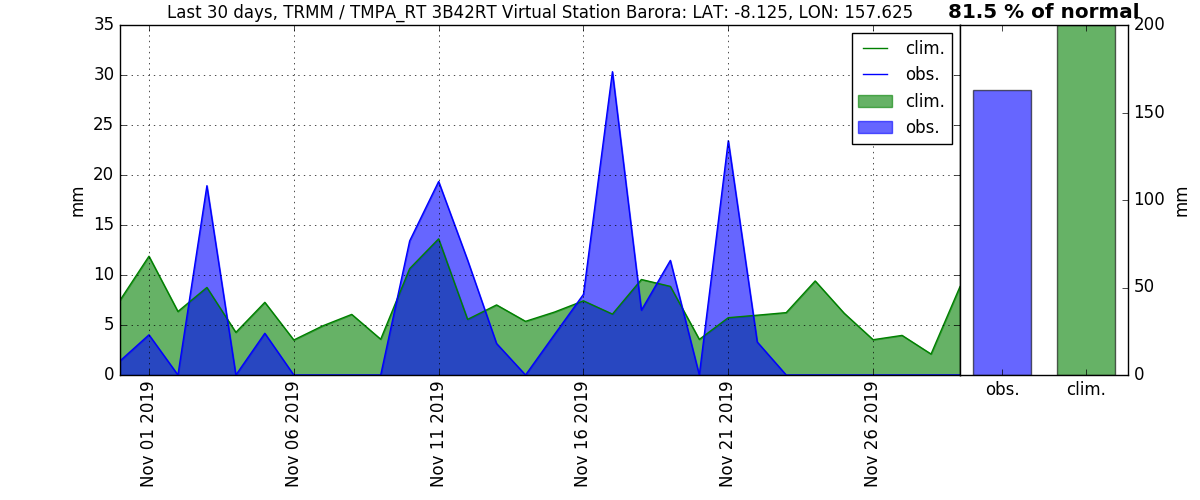 Last 30 days, TRMM / TMPA_RT 3B42RT Virtual Station Barora: LAT: -8.125, LON: 157.625
81.5 % of normal
35
30
25
20
15
10
5
0
mm
clim.
obs.
clim.
obs.
Nov 01 2019
Nov 06 2019
Nov 11 2019
Nov 16 2019
Nov 21 2019
Nov 26 2019
200
150
100
50
0
mm
obs.
clim.